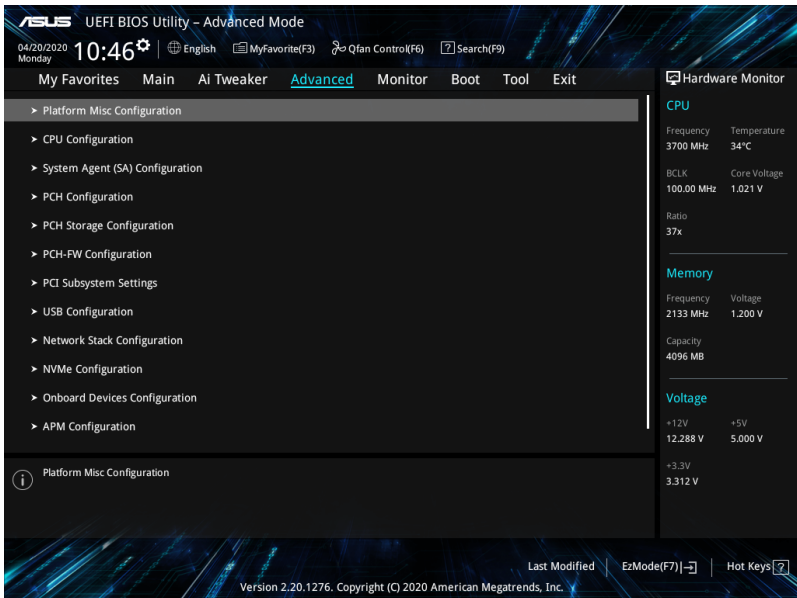 ASUS UEFI BIOS Utility – Advanced Mode
04/20/2020 Monday 10:46 English MyFavorite(F3) Qfan Control(F6) ? Search(F9)
My Favorites Main Ai Tweaker Advanced Monitor Boot Tool Exit
Platform Misc Configuration
CPU Configuration
System Agent (SA) Configuration
PCH Configuration
PCH Storage Configuration
PCH-FW Configuration
PCI Subsystem Settings
USB Configuration
Network Stack Configuration
NVMe Configuration
Onboard Devices Configuration
APM Configuration
Platform Misc Configuration
Hardware Monitor
CPU
Frequency Temperature
3700 MHz 34°C
BCLK Core Voltage
100.00 MHz 1.021 V
Ratio
37x
Memory
Frequency Voltage
2133 MHz 1.200 V
Capacity
4096 MB
Voltage
+12V +5V
12.288 V 5.000 V
+3.3V
3.312 V
Last Modified EzMode(F7) Hot Keys ?
Version 2.20.1276. Copyright (C) 2020 American Megatrends, Inc.